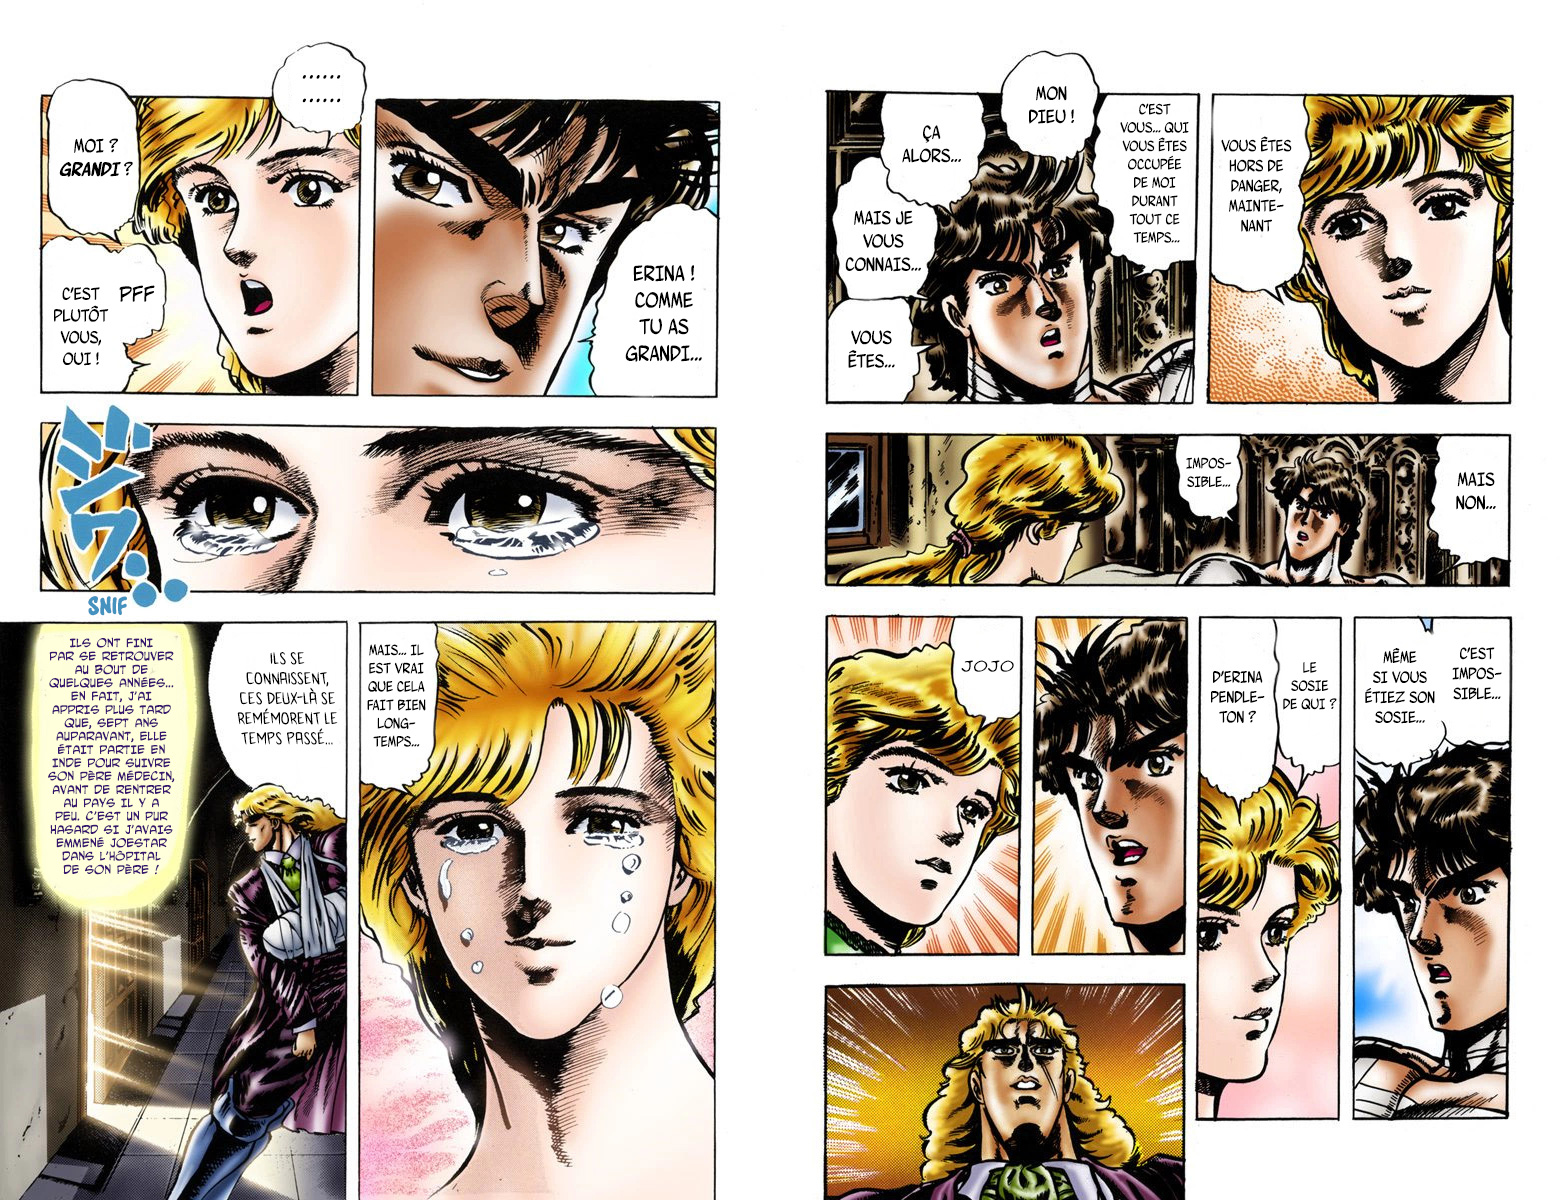 VOUS ÊTES
HORS DE
DANGER,
MAINTE-
NANT
C'EST
VOUS... QUI
VOUS ÊTES
OCCUPÉE
DE MOI
DURANT
TOUT CE
TEMPS...
MON
DIEU !
ÇA
ALORS...
MAIS JE
VOUS
CONNAIS...
VOUS
ÊTES...
MAIS
NON...
IMPOS-
SIBLE...
C'EST
IMPOS-
SIBLE...
MÊME
SI VOUS
ÉTIEZ SON
SOSIE...
LE
SOSIE
DE QUI ?
D'ERINA
PENDLE-
TON ?
JOJO
ERINA !
COMME
TU AS
GRANDI...
......
......
MOI ?
GRANDI ?
PFF
C'EST
PLUTÔT
VOUS,
OUI !
ジワ..
SNIF
MAIS... IL
EST VRAI
QUE CELA
FAIT BIEN
LONG-
TEMPS...
ILS SE
CONNAISSENT,
CES DEUX-LÀ SE
REMÉMORENT LE
TEMPS PASSÉ...
ILS ONT FINI
PAR SE RETROUVER
AU BOUT DE
QUELQUES ANNÉES...
EN FAIT, J'AI
APPRIS PLUS TARD
QUE, SEPT ANS
AUPARAVANT, ELLE
ÉTAIT PARTIE EN
INDE POUR SUIVRE
SON PÈRE MÉDECIN,
AVANT DE RENTRER
AU PAYS IL Y A
PEU. C'EST UN PUR
HASARD SI J'AVAIS
EMMENÉ JOESTAR
DANS L'HÔPITAL
DE SON PÈRE !